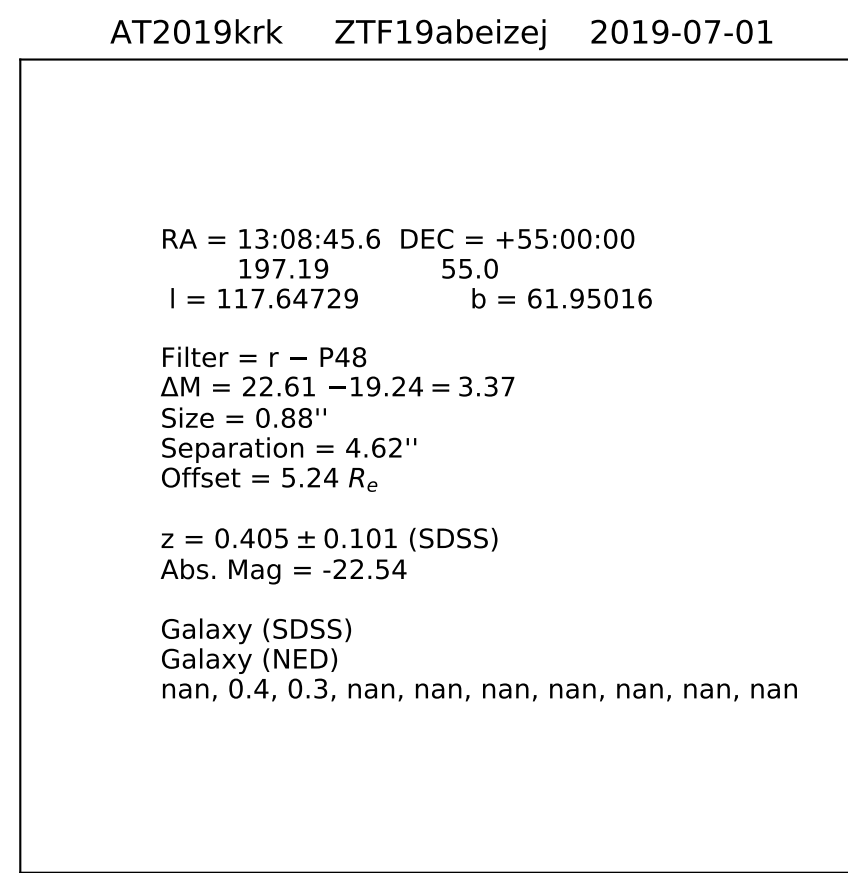 AT2019krk ZTF19abeizej 2019-07-01
RA = 13:08:45.6 DEC = +55:00:00
197.19 55.0
l = 117.64729 b = 61.95016
Filter = r − P48
ΔM = 22.61 −19.24 = 3.37
Size = 0.88''
Separation = 4.62''
Offset = 5.24 Rₑ
z = 0.405 ± 0.101 (SDSS)
Abs. Mag = -22.54
Galaxy (SDSS)
Galaxy (NED)
nan, 0.4, 0.3, nan, nan, nan, nan, nan, nan, nan